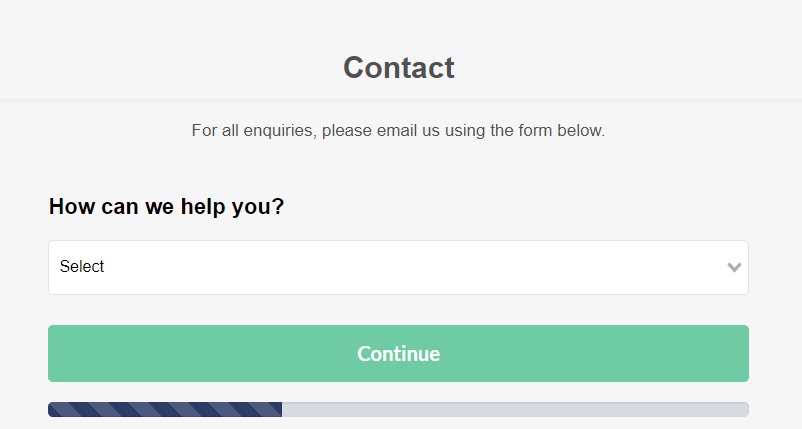 Contact
For all enquiries, please email us using the form below.
How can we help you?
Select
Continue